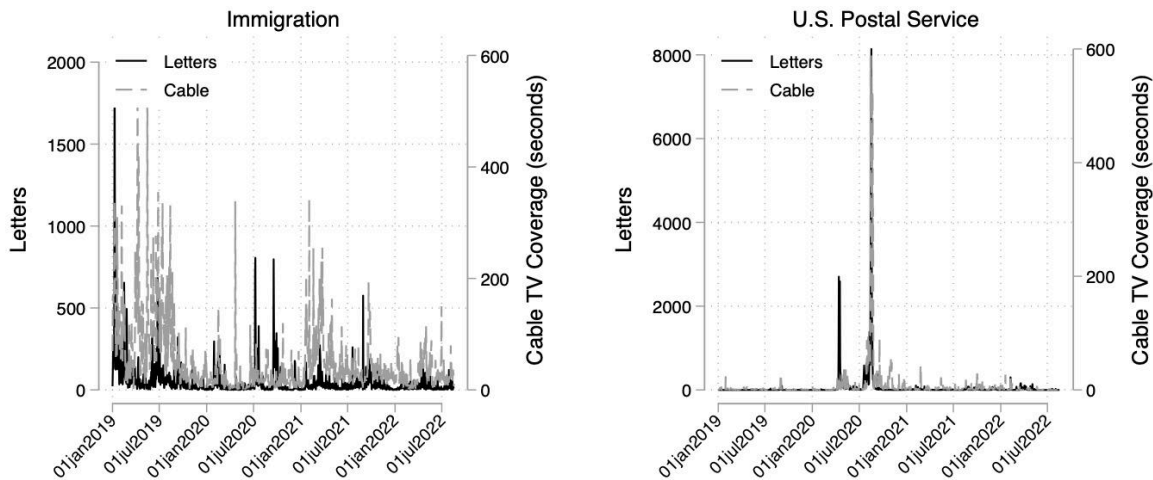 Immigration
Letters
Cable
2000
1500
1000
500
0
Letters
600
400
200
0
Cable TV Coverage (seconds)
01jan2019
01jul2019
01jan2020
01jul2020
01jan2021
01jul2021
01jan2022
01jul2022
U.S. Postal Service
Letters
Cable
8000
6000
4000
2000
0
Letters
600
400
200
0
Cable TV Coverage (seconds)
01jan2019
01jul2019
01jan2020
01jul2020
01jan2021
01jul2021
01jan2022
01jul2022